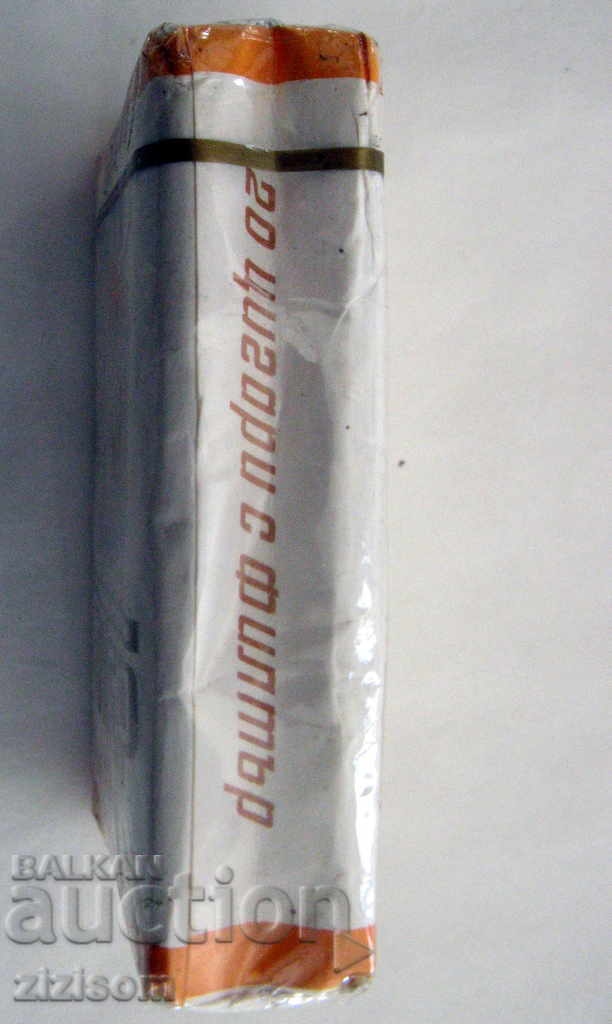 20 цигари с филтър
BALKAN
auction
zizisom